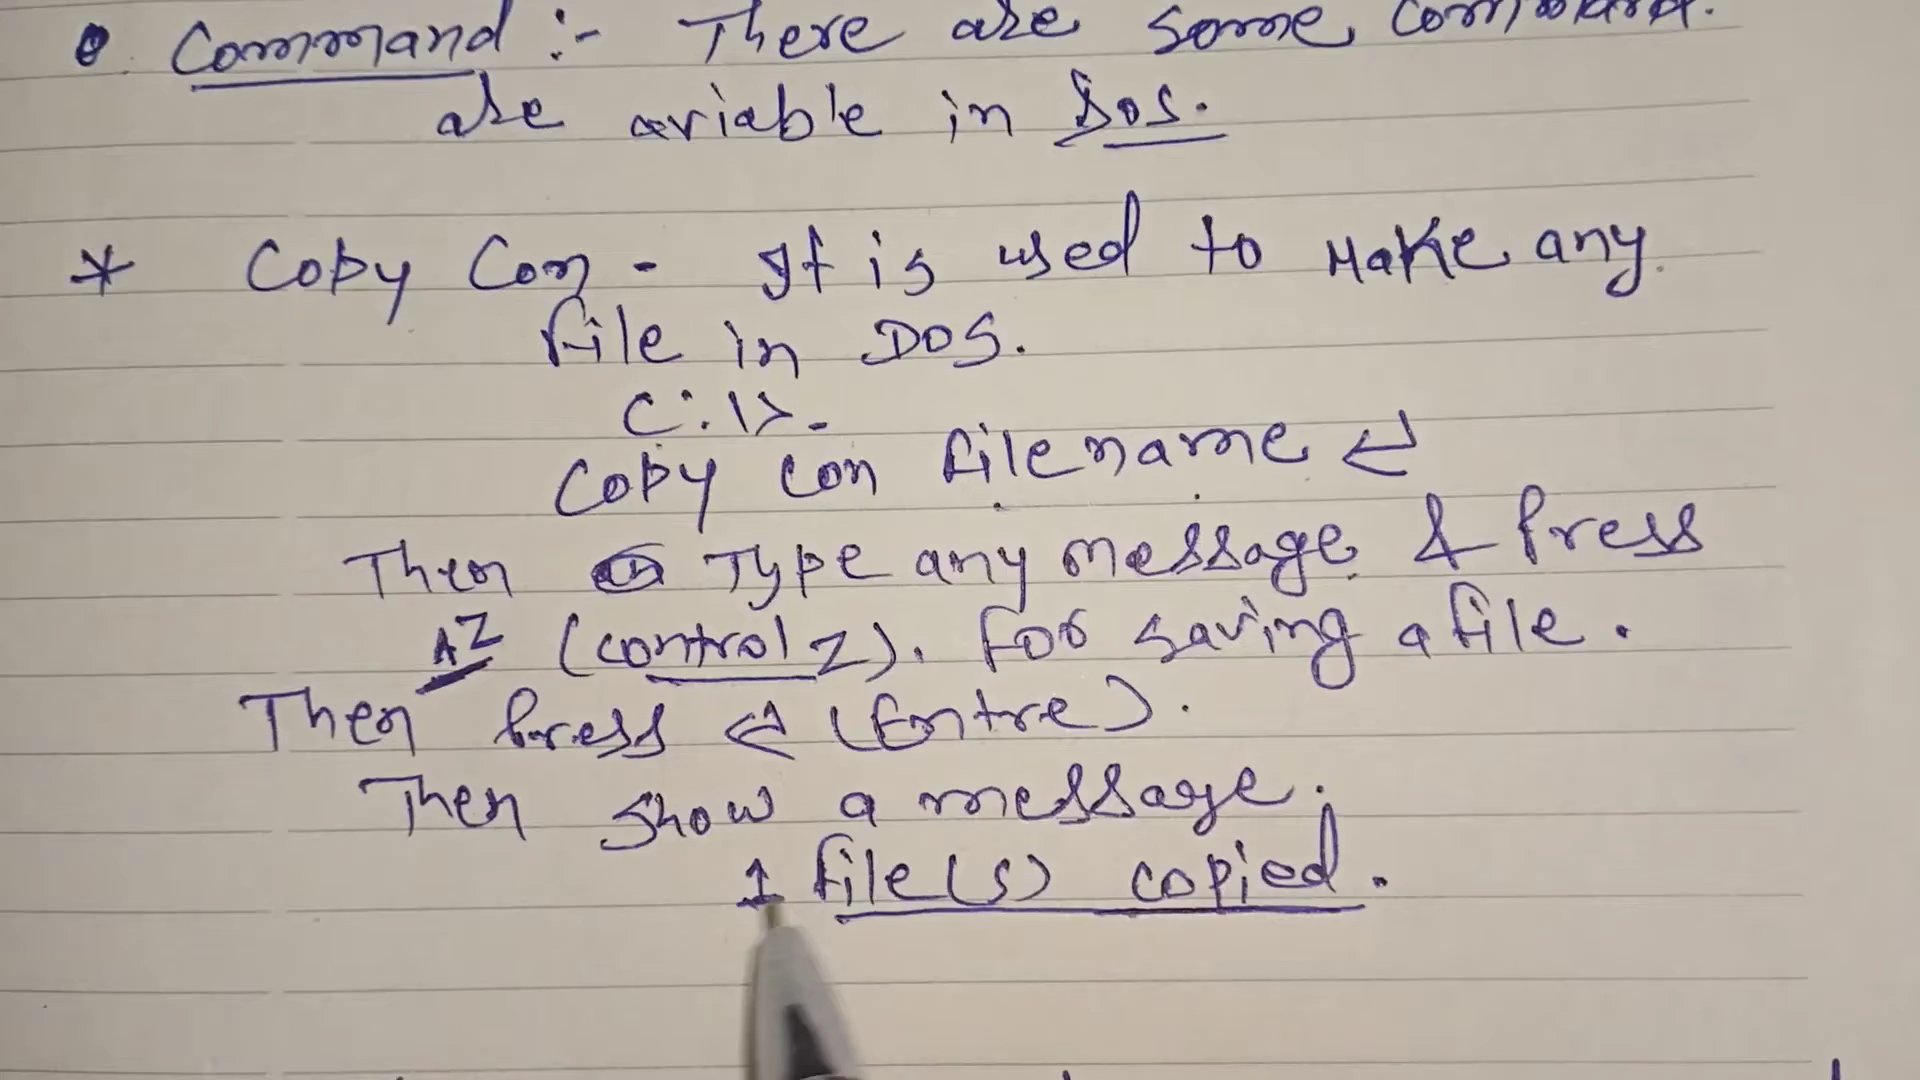 • Command :- There are some command.
are avriable in DOS.
* Copy Con - It is used to Make any
file in DOS.
C:\>-
Copy con filename ↵
Then Type any message & Press
^Z (control z). For saving a file.
Then Press ↵ (Entre).
Then show a message.
1 file(s) copied.